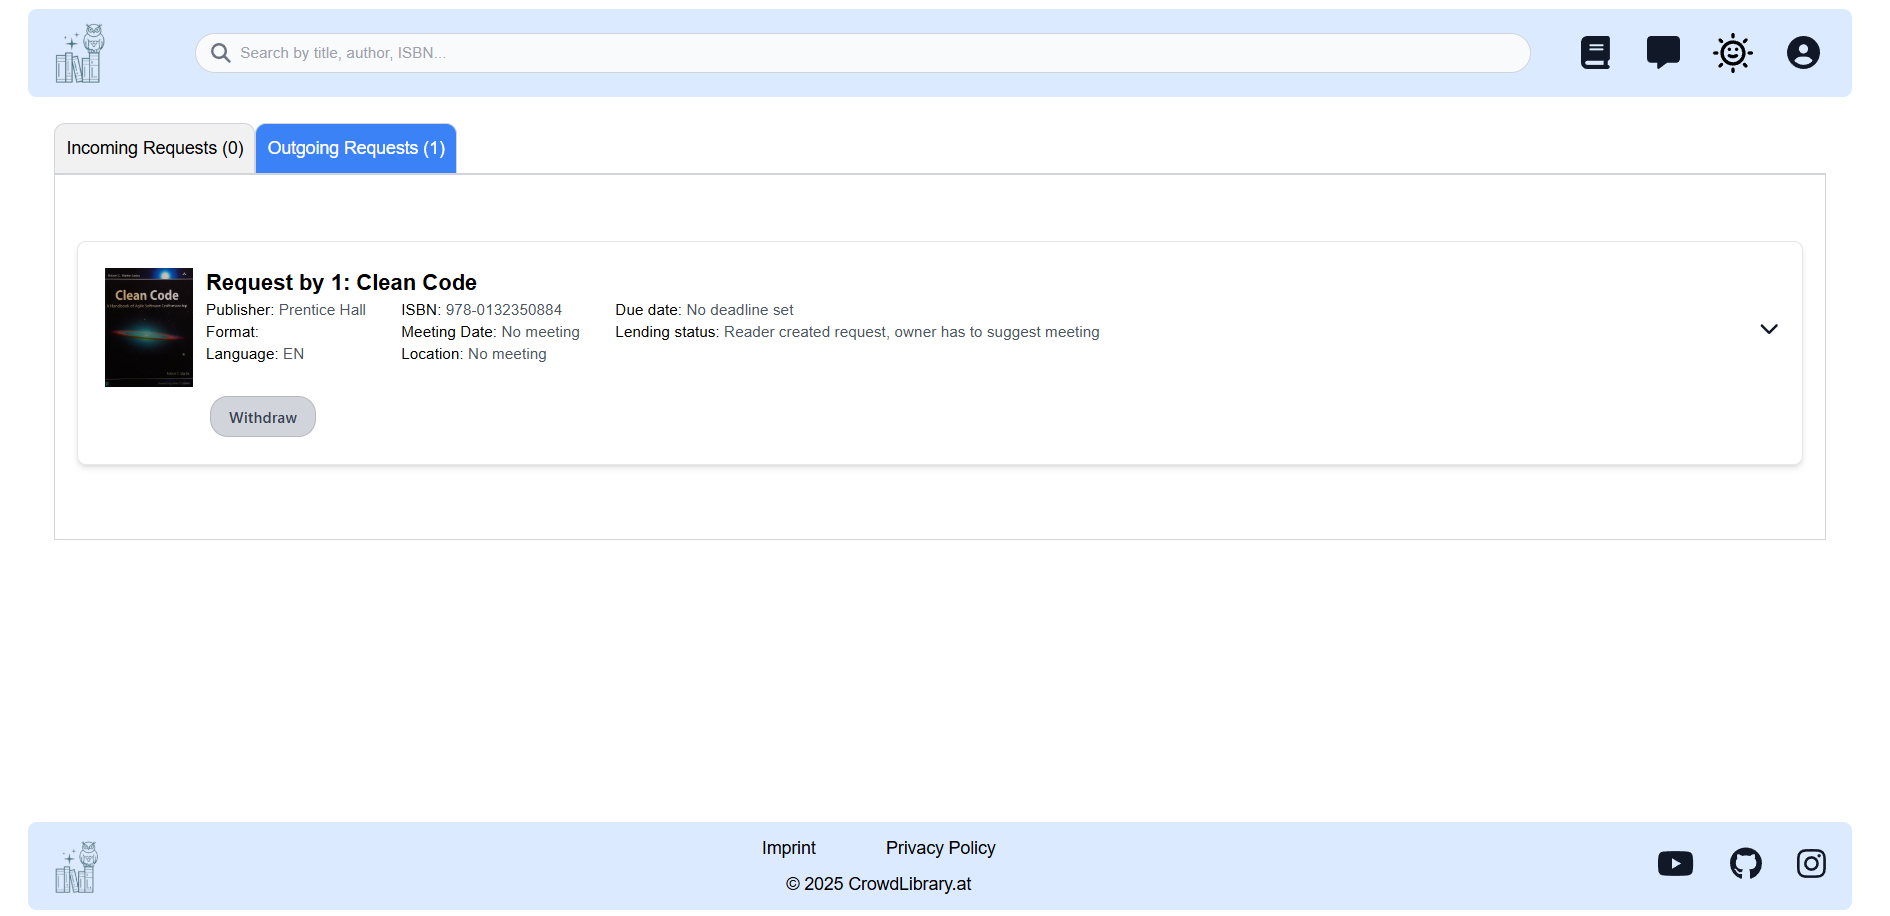 Search by title, author, ISBN...
Incoming Requests (0)
Outgoing Requests (1)
Clean Code
Request by 1: Clean Code
Publisher: Prentice Hall
ISBN: 978-0132350884
Due date: No deadline set
Format:
Meeting Date: No meeting
Lending status: Reader created request, owner has to suggest meeting
Language: EN
Location: No meeting
Withdraw
Imprint
Privacy Policy
© 2025 CrowdLibrary.at